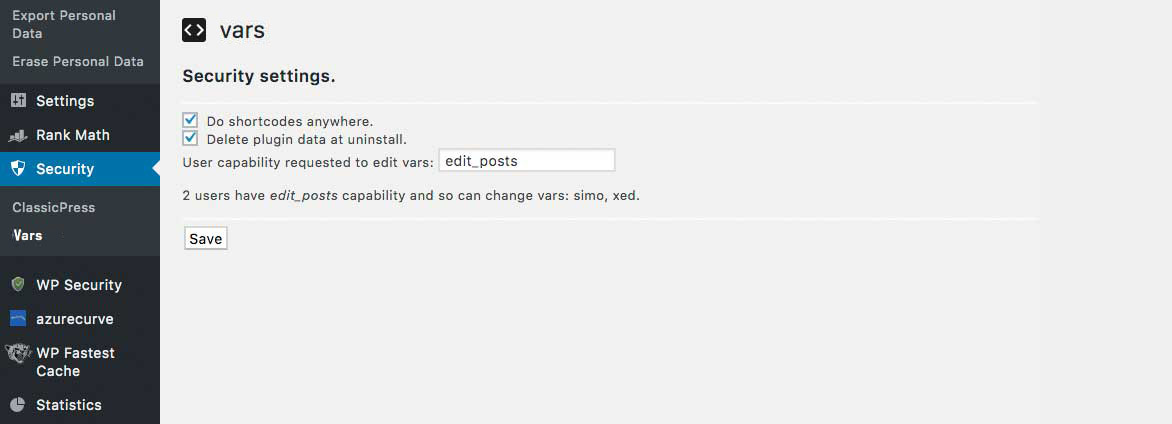 Export Personal
Data
Erase Personal Data
Settings
Rank Math
Security
ClassicPress
Vars
WP Security
azurecurve
WP Fastest
Cache
Statistics
vars
Security settings.
Do shortcodes anywhere.
Delete plugin data at uninstall.
User capability requested to edit vars: edit_posts
2 users have edit_posts capability and so can change vars: simo, xed.
Save